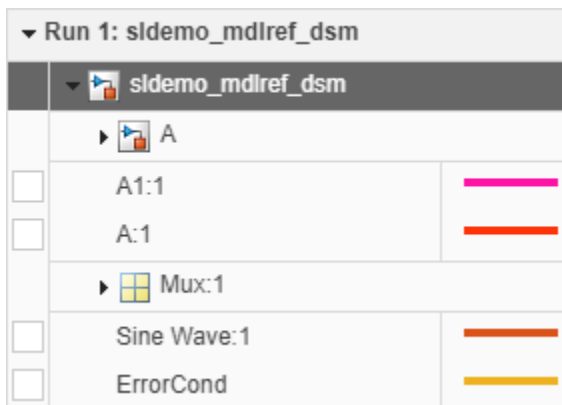 Run 1: sldemo_mdlref_dsm
sldemo_mdlref_dsm
A
A1:1
A:1
Mux:1
Sine Wave:1
ErrorCond